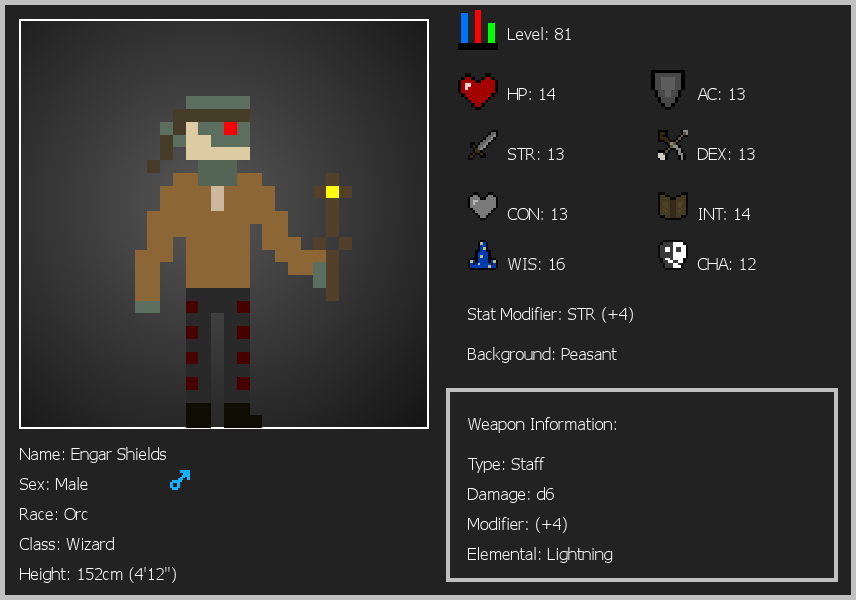 Level: 81
HP: 14
AC: 13
STR: 13
DEX: 13
CON: 13
INT: 14
WIS: 16
CHA: 12
Stat Modifier: STR (+4)
Background: Peasant
Weapon Information:
Type: Staff
Damage: d6
Modifier: (+4)
Elemental: Lightning
Name: Engar Shields
Sex: Male
Race: Orc
Class: Wizard
Height: 152cm (4'12")